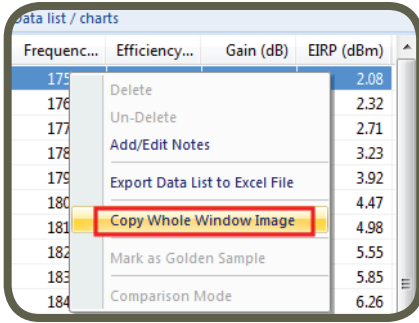 Data list / charts
Frequenc... Efficiency... Gain (dB) EIRP (dBm)
175 2.08
176 2.32
177 2.71
178 3.23
179 3.92
180 4.47
181 4.98
182 5.55
183 5.85
184 6.26
Delete
Un-Delete
Add/Edit Notes
Export Data List to Excel File
Copy Whole Window Image
Mark as Golden Sample
Comparison Mode